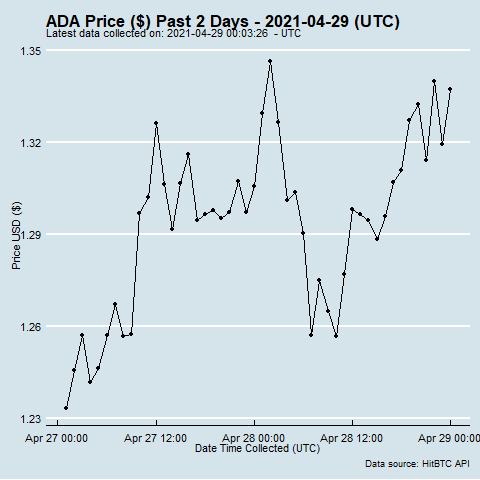 ADA Price ($) Past 2 Days - 2021-04-29 (UTC)
Latest data collected on: 2021-04-29 00:03:26  - UTC
1.35
1.32
1.29
1.26
1.23
Price USD ($)
Apr 27 00:00
Apr 27 12:00
Apr 28 00:00
Apr 28 12:00
Apr 29 00:00
Date Time Collected (UTC)
Data source: HitBTC API